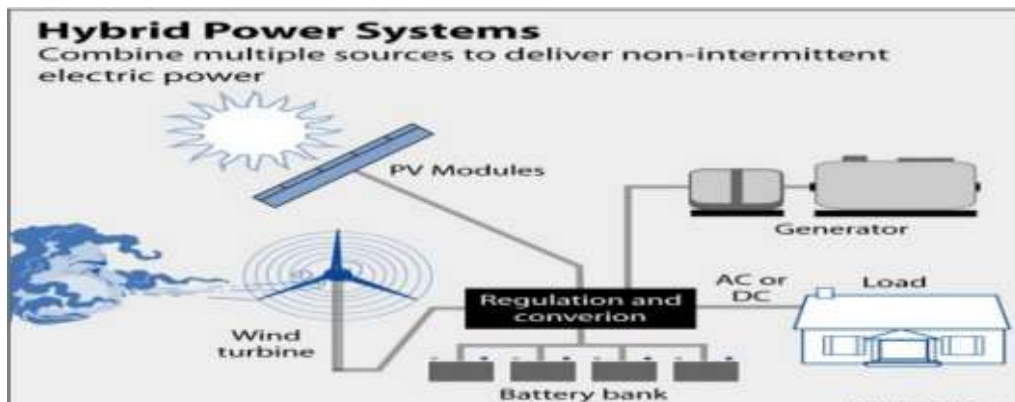 Hybrid Power Systems
Combine multiple sources to deliver non-intermittent
electric power
PV Modules
Generator
AC or
DC
Load
Regulation and
converion
Wind
turbine
Battery bank